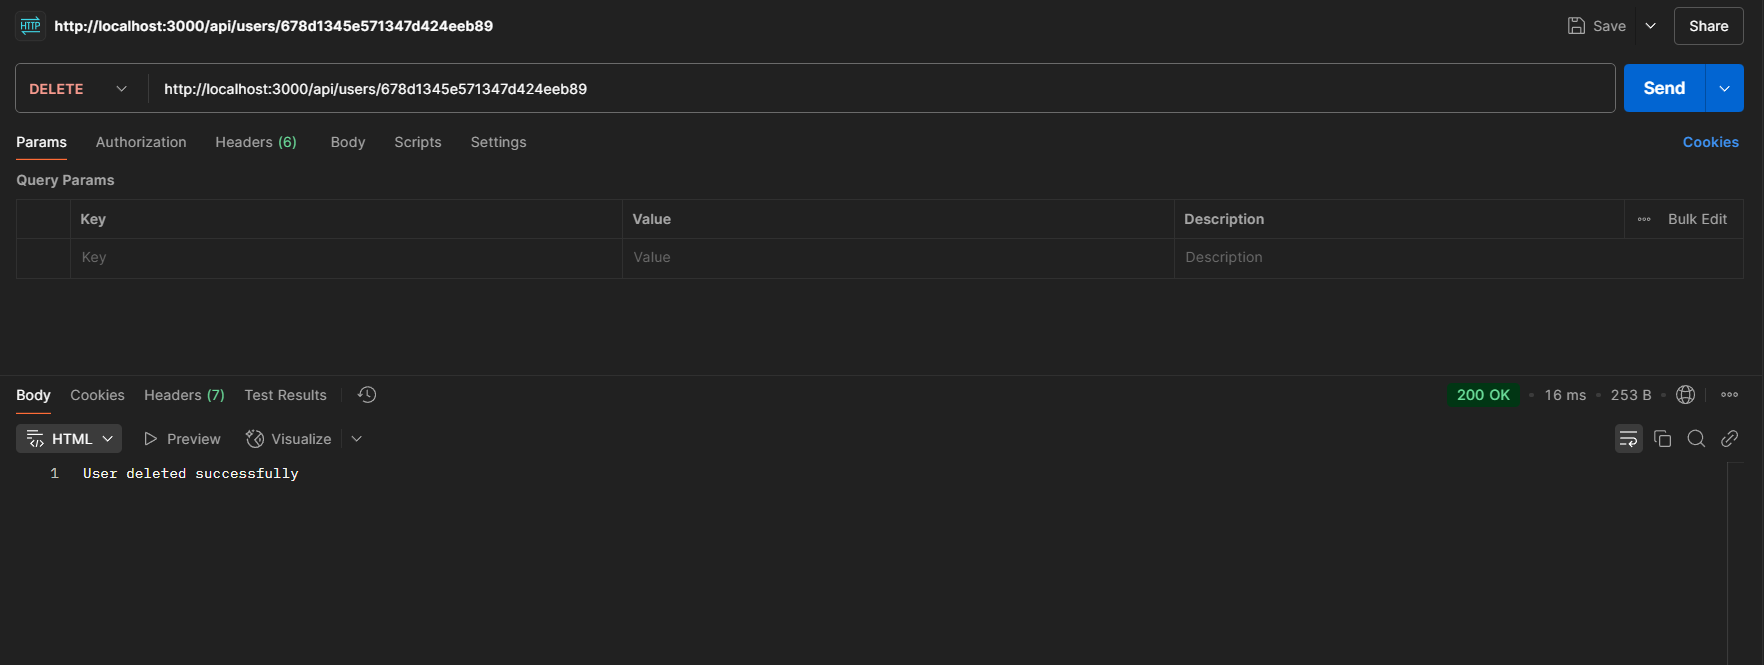 HTTP http://localhost:3000/api/users/678d1345e571347d424eeb89 Save Share
DELETE http://localhost:3000/api/users/678d1345e571347d424eeb89 Send
Params Authorization Headers (6) Body Scripts Settings Cookies
Query Params
Key Value Description Bulk Edit
Key Value Description
Body Cookies Headers (7) Test Results 200 OK 16 ms 253 B
HTML Preview Visualize
1 User deleted successfully